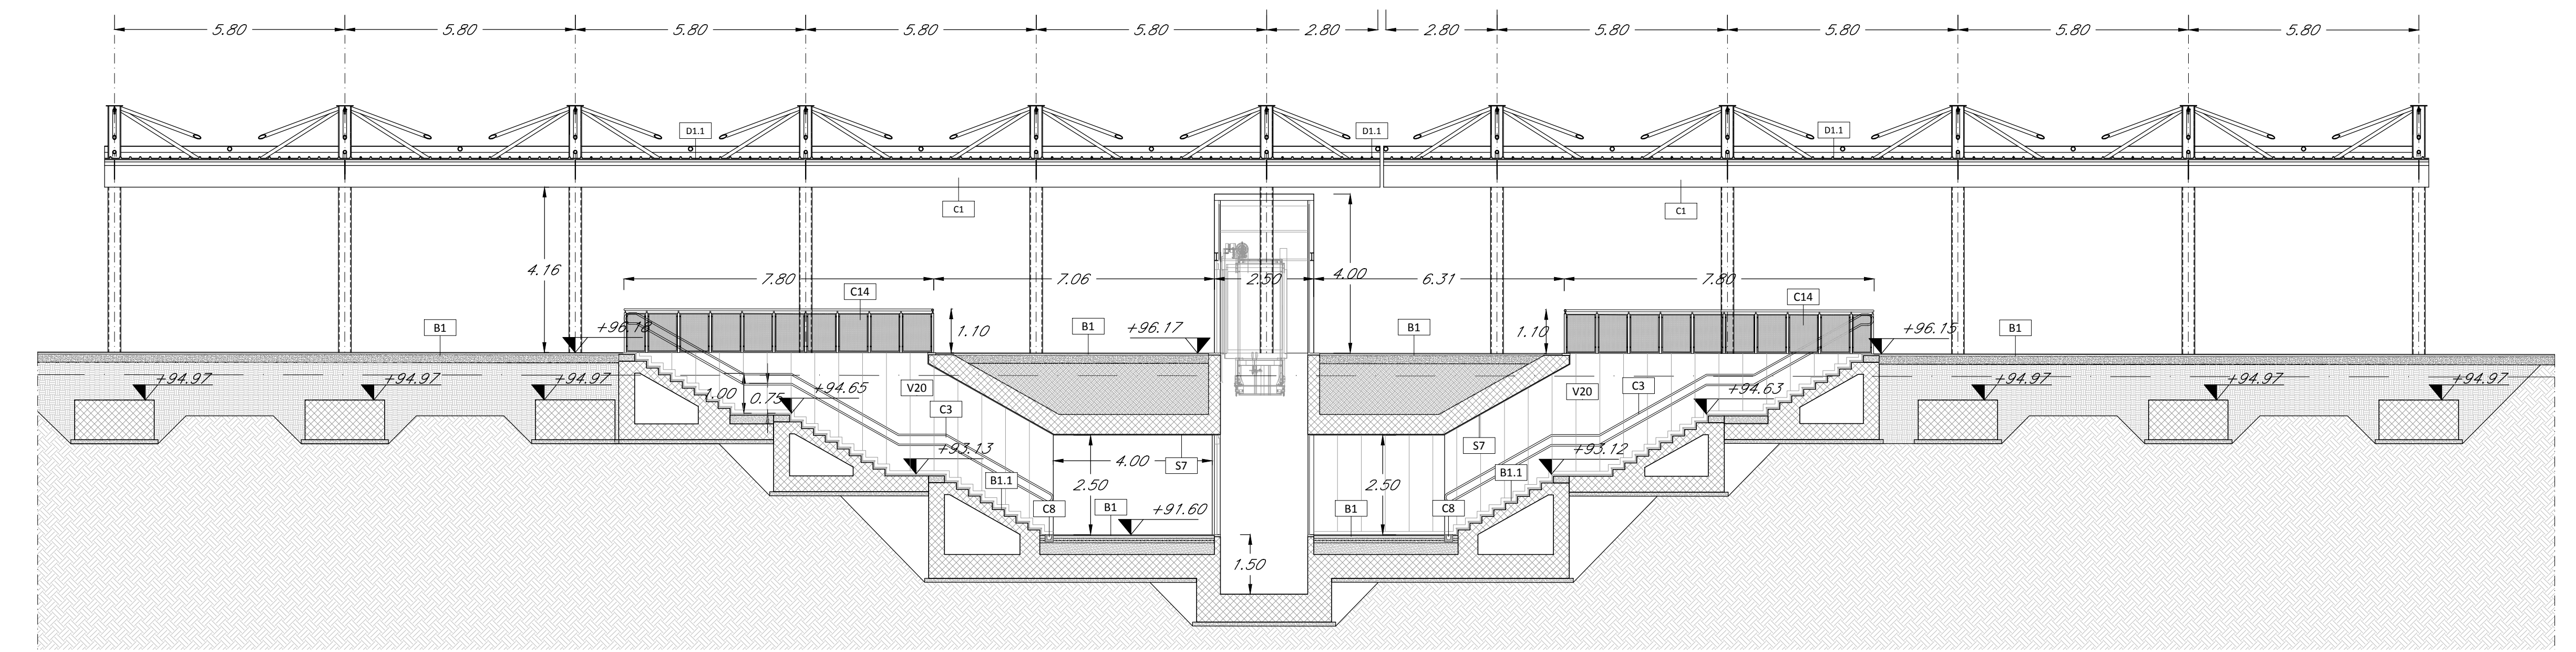 5.80 5.80 5.80 5.80 5.80 2.80 2.80 5.80 5.80 5.80 5.80
D1.1 D1.1 D1.1
C1 C1
4.16 7.80 7.06 2.50 4.00 6.31 7.80
C14 C14
B1 +96.18 1.10 B1 +96.17 B1 1.10 +96.15 B1
+94.97 +94.97 +94.97 1.00 0.75 +94.65 V20 V20 C3 +94.63 +94.97 +94.97 +94.97
C3
+93.13 4.00 S7 S7 +93.12
B1.1 2.50 2.50 B1.1
C8 B1 +91.60 B1 C8
1.50